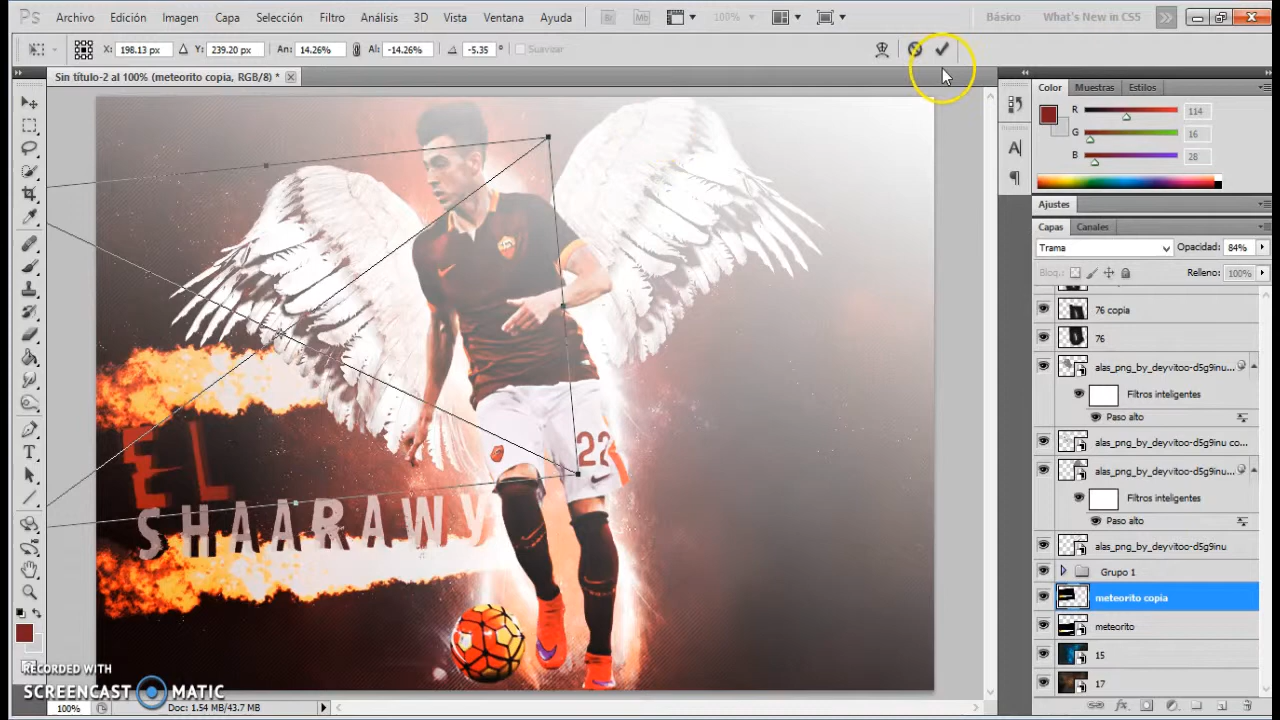 Ps Archivo Edición Imagen Capa Selección Filtro Análisis 3D Vista Ventana Ayuda Br Mb 100% Básico What's New in CS5
X: 198.13 px Y: 239.20 px An: 14.26% Al: -14.26% -5.35 ° Suavizar
Sin título-2 al 100% (meteorito copia, RGB/8) *
Color Muestras Estilos
R 114
G 16
B 28
Ajustes
Capas Canales
Trama Opacidad: 84%
Bloq.: Relleno: 100%
76 copia
76
alas_png_by_deyvitoo-d5g9inu...
Filtros inteligentes
Paso alto
alas_png_by_deyvitoo-d5g9inu co...
alas_png_by_deyvitoo-d5g9inu...
Filtros inteligentes
Paso alto
alas_png_by_deyvitoo-d5g9inu
Grupo 1
meteorito copia
meteorito
15
17
22
EL
SHAARAWY
RECORDED WITH
SCREENCAST MATIC
100% Doc: 1.54 MB/43.7 MB